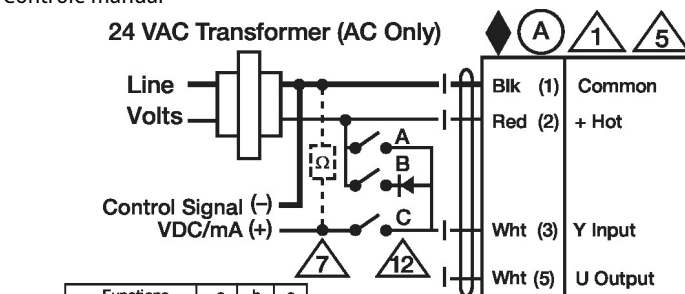 Controls manual
24 VAC Transformer (AC Only)
A 1 5
Line
Blk (1) Common
Volts
Red (2) + Hot
A
Ω
B
Control Signal (–)
C
VDC/mA (+)
Wht (3) Y Input
7 12
Wht (5) U Output
Functions a b c